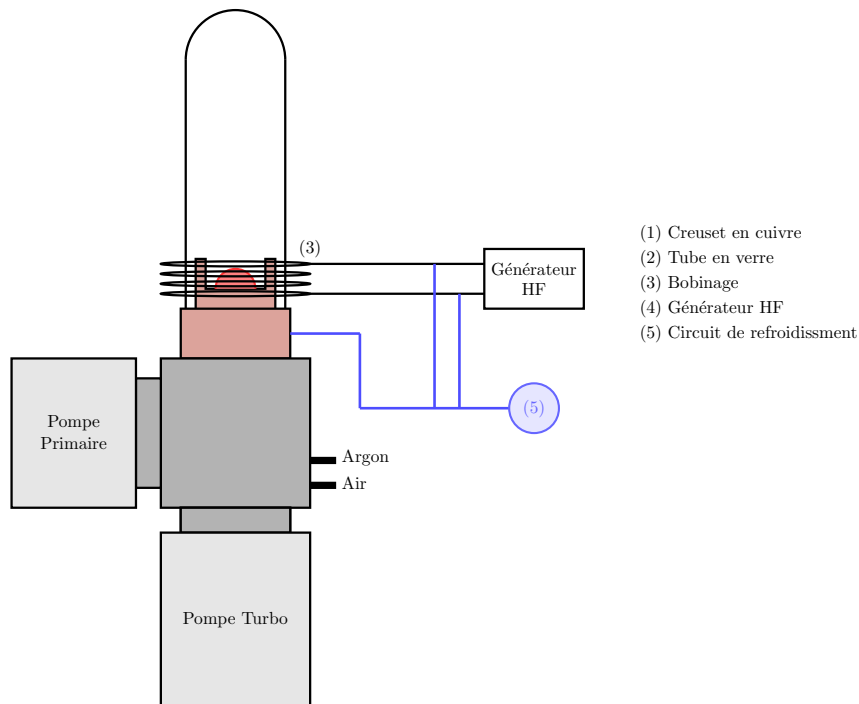 (3)
Générateur
HF
(1) Creuset en cuivre
(2) Tube en verre
(3) Bobinage
(4) Générateur HF
(5) Circuit de refroidissment
(5)
Pompe
Primaire
Argon
Air
Pompe Turbo